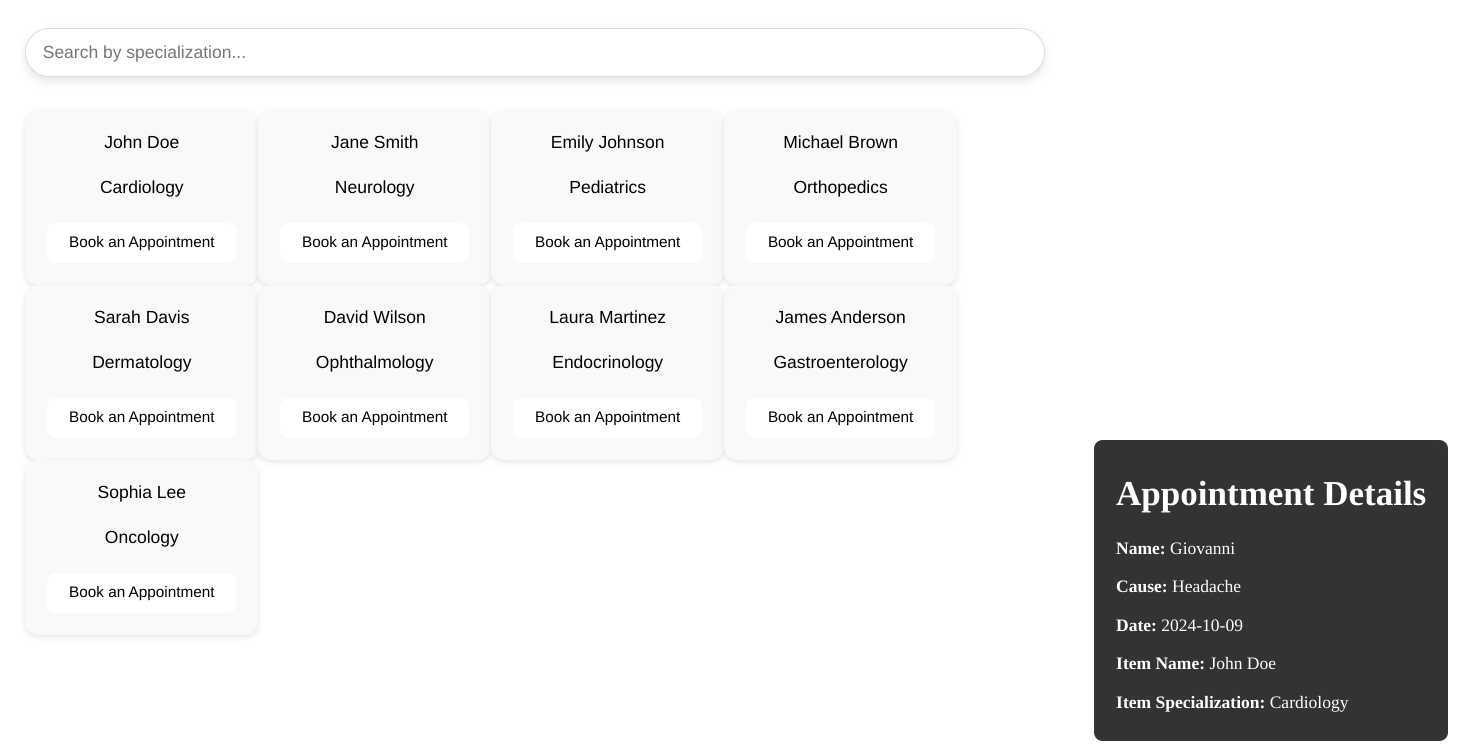 Search by specialization...
John Doe
Cardiology
Book an Appointment
Jane Smith
Neurology
Book an Appointment
Emily Johnson
Pediatrics
Book an Appointment
Michael Brown
Orthopedics
Book an Appointment
Sarah Davis
Dermatology
Book an Appointment
David Wilson
Ophthalmology
Book an Appointment
Laura Martinez
Endocrinology
Book an Appointment
James Anderson
Gastroenterology
Book an Appointment
Sophia Lee
Oncology
Book an Appointment
Appointment Details
Name: Giovanni
Cause: Headache
Date: 2024-10-09
Item Name: John Doe
Item Specialization: Cardiology